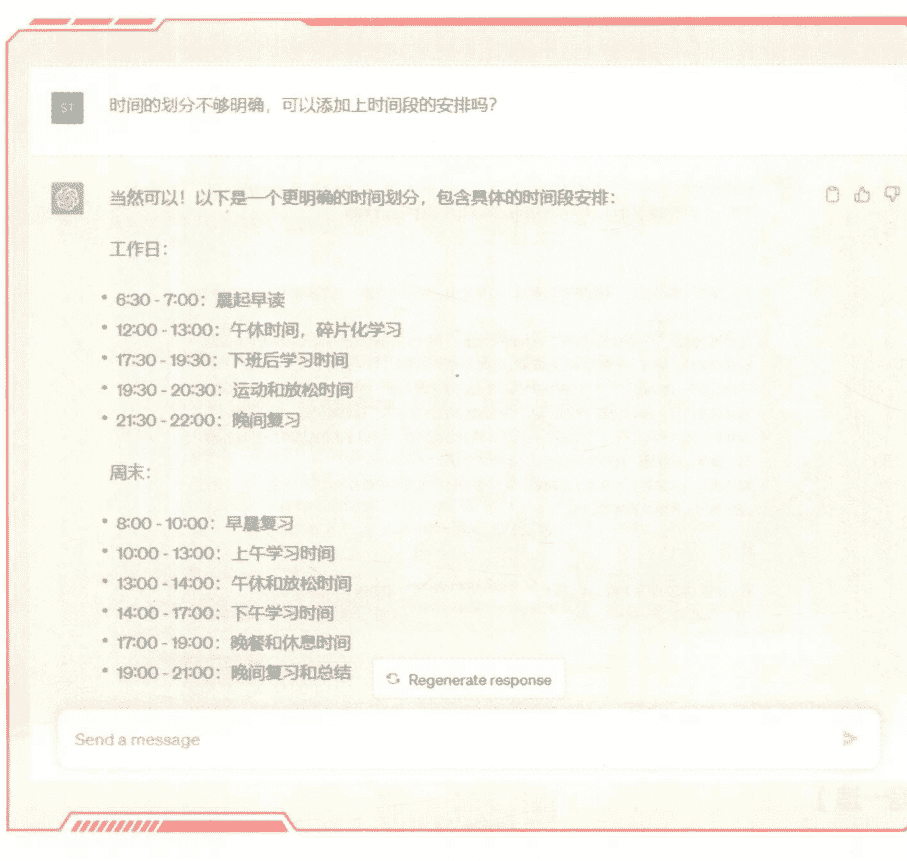 S1
时间的划分不够明确，可以添加上时间段的安排吗？
当然可以！以下是一个更明确的时间划分，包含具体的时间段安排：
工作日：
• 6:30 - 7:00：晨起早读
• 12:00 - 13:00：午休时间，碎片化学习
• 17:30 - 19:30：下班后学习时间
• 19:30 - 20:30：运动和放松时间
• 21:30 - 22:00：晚间复习
周末：
• 8:00 - 10:00：早晨复习
• 10:00 - 13:00：上午学习时间
• 13:00 - 14:00：午休和放松时间
• 14:00 - 17:00：下午学习时间
• 17:00 - 19:00：晚餐和休息时间
• 19:00 - 21:00：晚间复习和总结
Regenerate response
Send a message